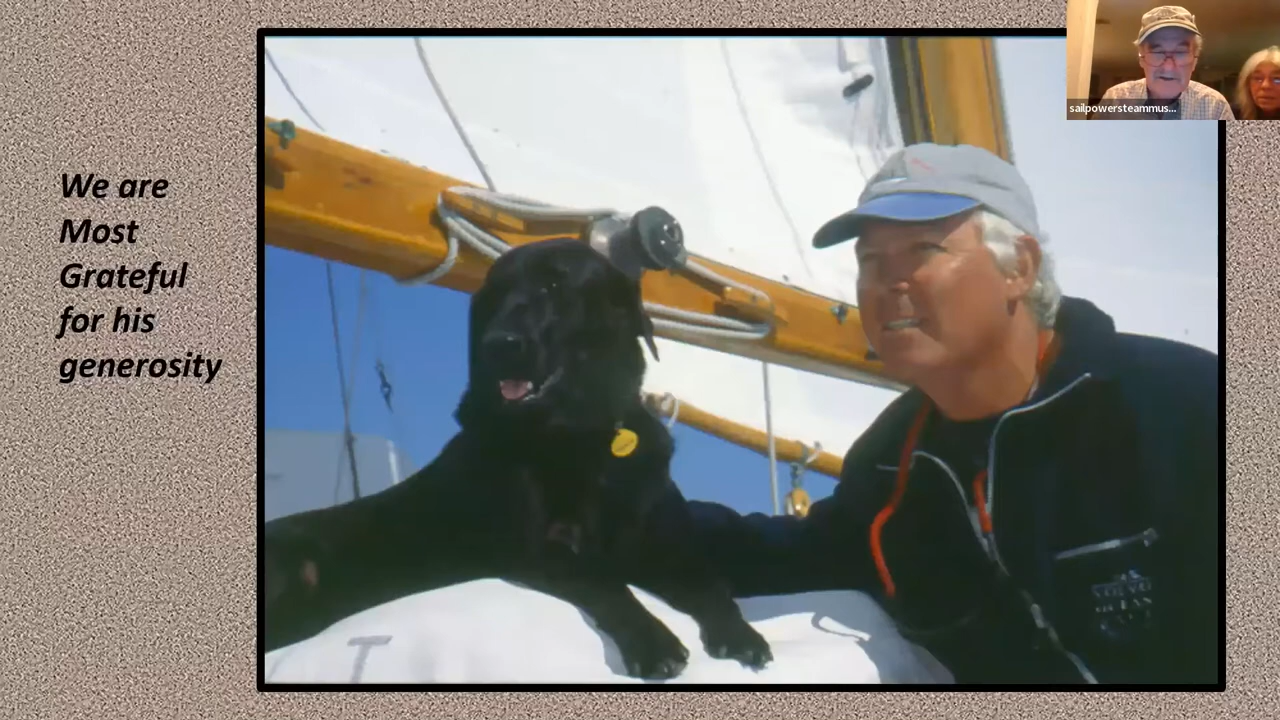 We are
Most
Grateful
for his
generosity
sailpowersteammus...
T